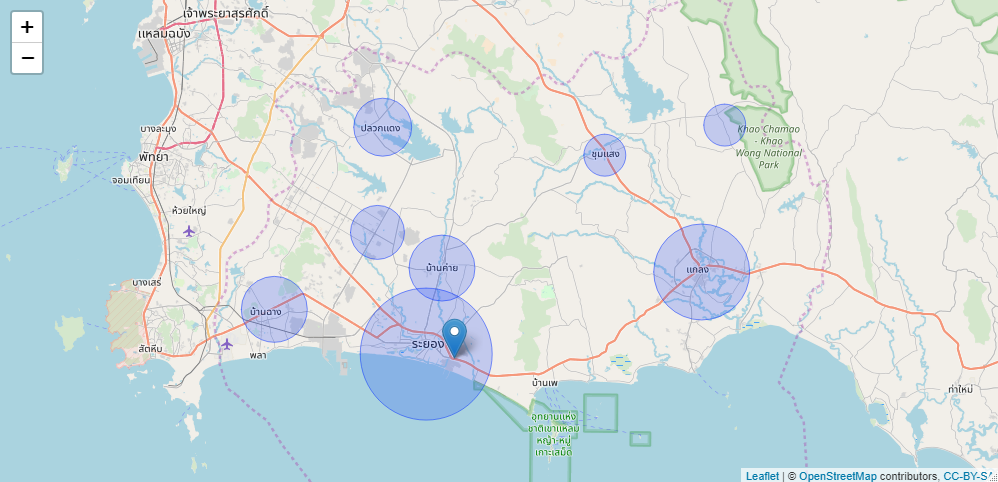 +
−
เจ้าพระยาสุรศักดิ์
แหลมฉบัง
บางละมุง
พัทยา
จอมเทียน
ห้วยใหญ่
บางเสร่
สัตหีบ
พลา
บ้านฉาง
ปลวกแดง
บ้านค่าย
ระยอง
ชุมแสง
แกลง
Khao Chamao
- Khao
Wong National
Park
บ้านเพ
อุทยานแห่ง
ชาติเขาแหลม
หญ้า-หมู่
เกาะเสม็ด
ท่าใหม่
Leaflet | © OpenStreetMap contributors, CC-BY-SA